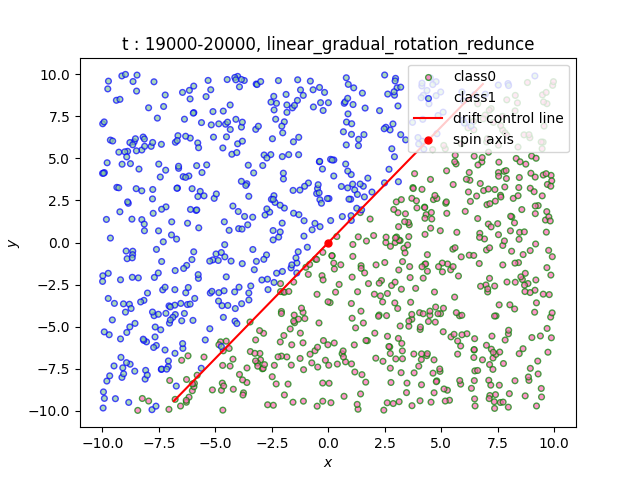 t : 19000-20000, linear_gradual_rotation_redunce
class0
class1
drift control line
spin axis
y
10.0
7.5
5.0
2.5
0.0
−2.5
−5.0
−7.5
−10.0
−10.0 −7.5 −5.0 −2.5 0.0 2.5 5.0 7.5 10.0
x